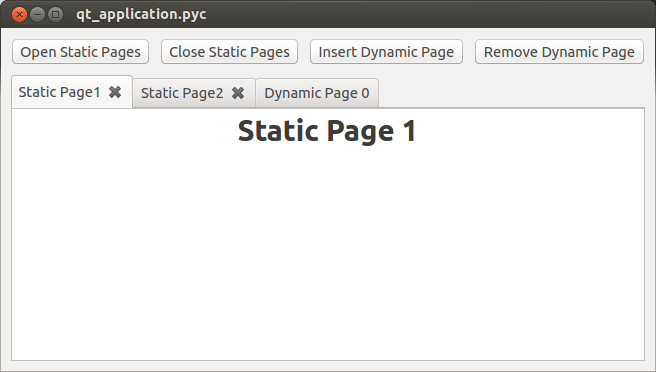 qt_application.pyc
Open Static Pages Close Static Pages Insert Dynamic Page Remove Dynamic Page
Static Page1 Static Page2 Dynamic Page 0
Static Page 1